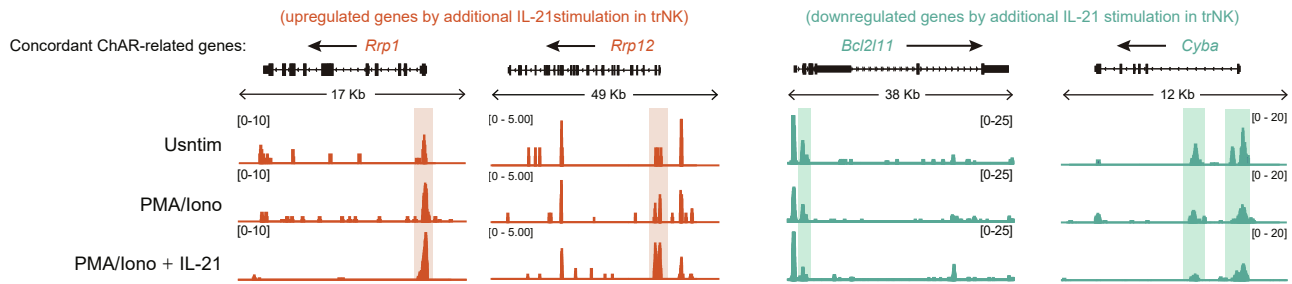 (upregulated genes by additional IL-21stimulation in trNK)
(downregulated genes by additional IL-21 stimulation in trNK)
Concordant ChAR-related genes:
Rrp1
Rrp12
Bcl2l11
Cyba
17 Kb
49 Kb
38 Kb
12 Kb
Usntim
[0-10]
[0 - 5.00]
[0-25]
[0 - 20]
PMA/Iono
[0-10]
[0 - 5.00]
[0-25]
[0 - 20]
PMA/Iono + IL-21
[0-10]
[0 - 5.00]
[0-25]
[0 - 20]